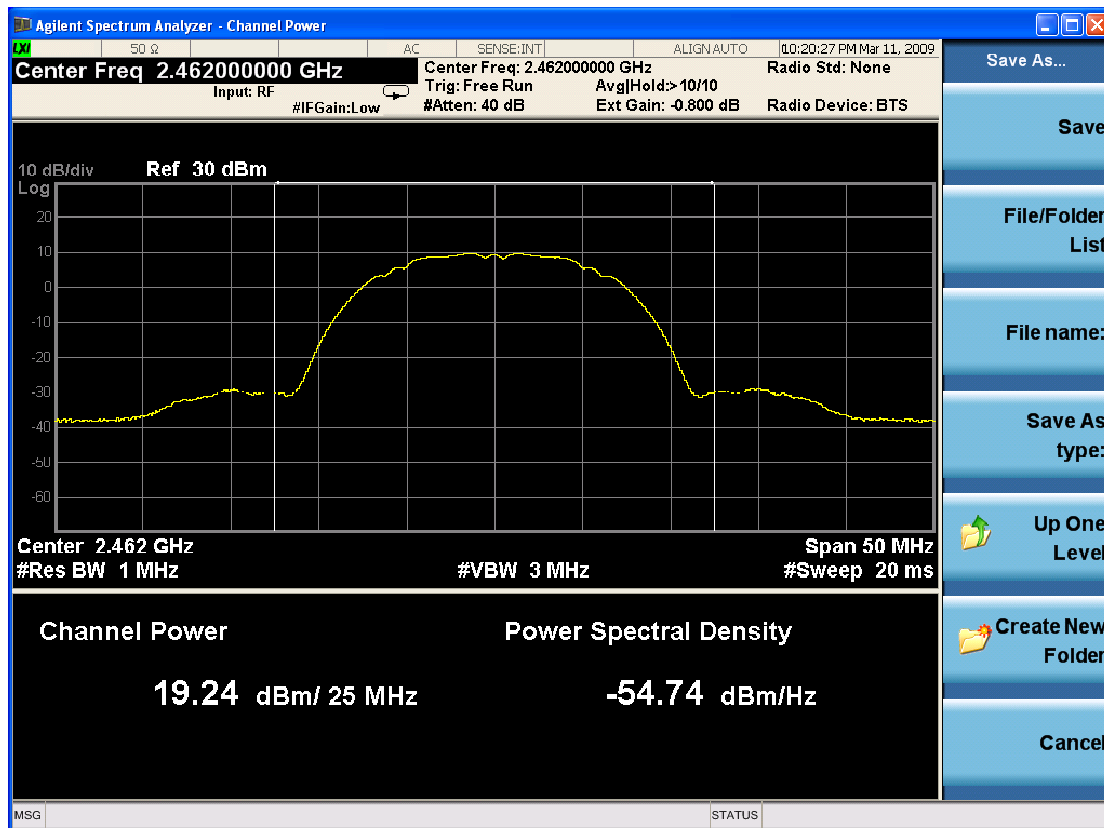 Agilent Spectrum Analyzer - Channel Power
LXI
50 Ω
AC
SENSE:INT
ALIGN AUTO
10:20:27 PM Mar 11, 2009
Center Freq 2.462000000 GHz
Input: RF
#IFGain:Low
Center Freq: 2.462000000 GHz
Trig: Free Run
#Atten: 40 dB
Avg|Hold:>10/10
Ext Gain: -0.800 dB
Radio Std: None
Radio Device: BTS
10 dB/div
Log
Ref 30 dBm
20
10
0
-10
-20
-30
-40
-50
-60
Center 2.462 GHz
Span 50 MHz
#Res BW 1 MHz
#VBW 3 MHz
#Sweep 20 ms
Channel Power
Power Spectral Density
19.24 dBm/ 25 MHz
-54.74 dBm/Hz
MSG
STATUS
Save As...
Save
File/Folder
List
File name:
Save As
type:
Up One
Level
Create New
Folder
Cancel